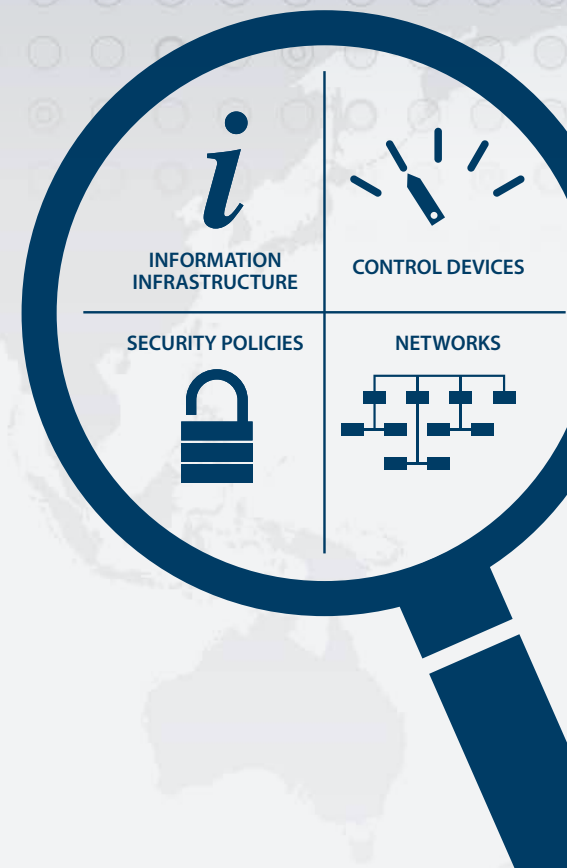 INFORMATION
INFRASTRUCTURE
CONTROL DEVICES
SECURITY POLICIES
NETWORKS